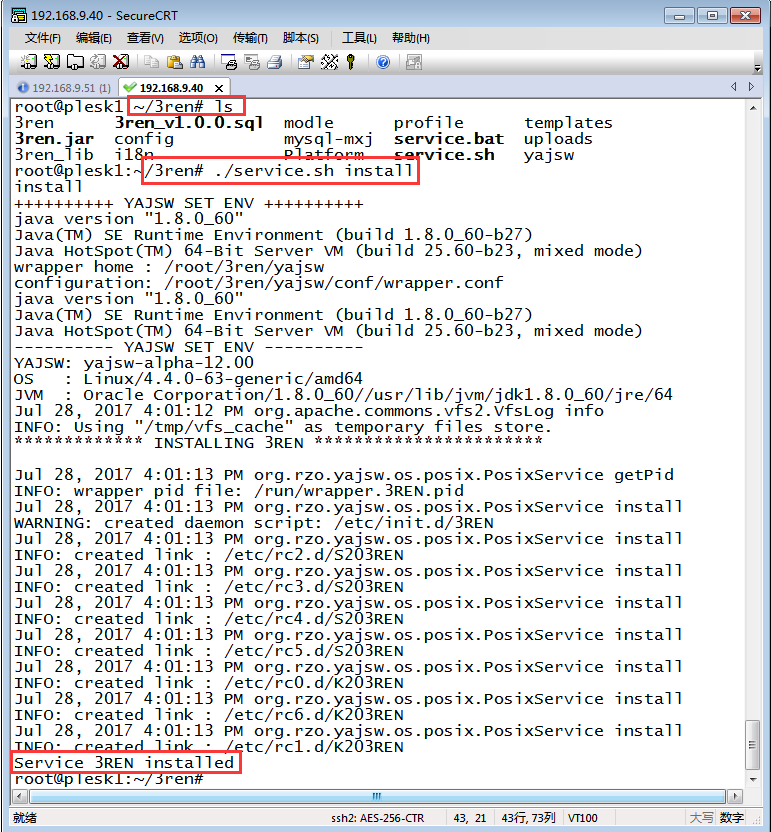 192.168.9.40 - SecureCRT
文件(F) 编辑(E) 查看(V) 选项(O) 传输(T) 脚本(S) 工具(L) 帮助(H)
192.168.9.51 (1) 192.168.9.40
root@plesk1:~/3ren# ls
3ren 3ren_v1.0.0.sql modle profile templates
3ren.jar config mysql-mxj service.bat uploads
3ren_lib i18n Platform service.sh yajsw
root@plesk1:~/3ren# ./service.sh install
install
++++++++++ YAJSW SET ENV ++++++++++
java version "1.8.0_60"
Java(TM) SE Runtime Environment (build 1.8.0_60-b27)
Java HotSpot(TM) 64-Bit Server VM (build 25.60-b23, mixed mode)
wrapper home : /root/3ren/yajsw
configuration: /root/3ren/yajsw/conf/wrapper.conf
java version "1.8.0_60"
Java(TM) SE Runtime Environment (build 1.8.0_60-b27)
Java HotSpot(TM) 64-Bit Server VM (build 25.60-b23, mixed mode)
---------- YAJSW SET ENV ----------
YAJSW: yajsw-alpha-12.00
OS   : Linux/4.4.0-63-generic/amd64
JVM  : Oracle Corporation/1.8.0_60//usr/lib/jvm/jdk1.8.0_60/jre/64
Jul 28, 2017 4:01:12 PM org.apache.commons.vfs2.VfsLog info
INFO: Using "/tmp/vfs_cache" as temporary files store.
************* INSTALLING 3REN ***********************
Jul 28, 2017 4:01:13 PM org.rzo.yajsw.os.posix.PosixService getPid
INFO: wrapper pid file: /run/wrapper.3REN.pid
Jul 28, 2017 4:01:13 PM org.rzo.yajsw.os.posix.PosixService install
WARNING: created daemon script: /etc/init.d/3REN
Jul 28, 2017 4:01:13 PM org.rzo.yajsw.os.posix.PosixService install
INFO: created link : /etc/rc2.d/S203REN
Jul 28, 2017 4:01:13 PM org.rzo.yajsw.os.posix.PosixService install
INFO: created link : /etc/rc3.d/S203REN
Jul 28, 2017 4:01:13 PM org.rzo.yajsw.os.posix.PosixService install
INFO: created link : /etc/rc4.d/S203REN
Jul 28, 2017 4:01:13 PM org.rzo.yajsw.os.posix.PosixService install
INFO: created link : /etc/rc5.d/S203REN
Jul 28, 2017 4:01:13 PM org.rzo.yajsw.os.posix.PosixService install
INFO: created link : /etc/rc0.d/K203REN
Jul 28, 2017 4:01:13 PM org.rzo.yajsw.os.posix.PosixService install
INFO: created link : /etc/rc6.d/K203REN
Jul 28, 2017 4:01:13 PM org.rzo.yajsw.os.posix.PosixService install
INFO: created link : /etc/rc1.d/K203REN
Service 3REN installed
root@plesk1:~/3ren#
就绪 ssh2: AES-256-CTR 43, 21 43行, 73列 VT100 大写 数字